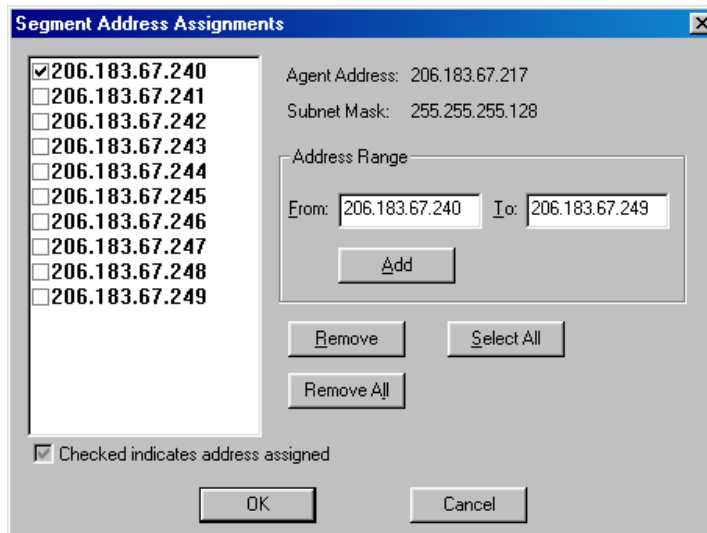 Segment Address Assignments
206.183.67.240
206.183.67.241
206.183.67.242
206.183.67.243
206.183.67.244
206.183.67.245
206.183.67.246
206.183.67.247
206.183.67.248
206.183.67.249
Agent Address: 206.183.67.217
Subnet Mask: 255.255.255.128
Address Range
From: 206.183.67.240 To: 206.183.67.249
Add
Remove Select All
Remove All
Checked indicates address assigned
OK Cancel